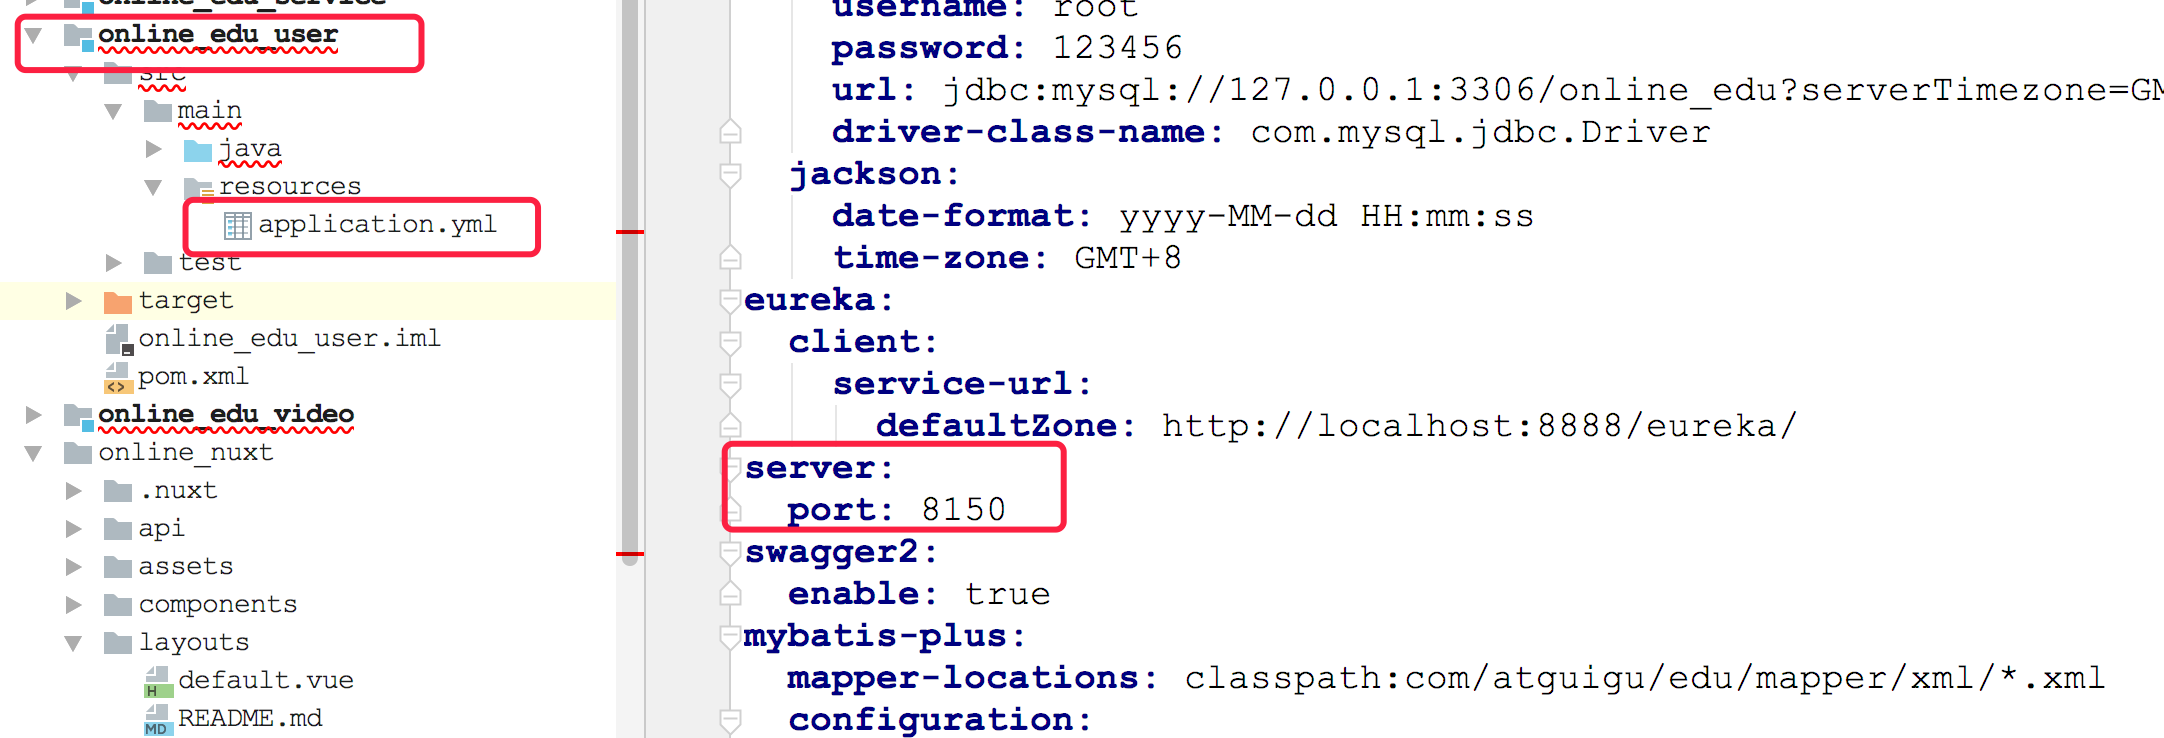 online_edu_service
online_edu_user
src
main
java
resources
application.yml
test
target
online_edu_user.iml
pom.xml
online_edu_video
online_nuxt
.nuxt
api
assets
components
layouts
default.vue
README.md
username: root
password: 123456
url: jdbc:mysql://127.0.0.1:3306/online_edu?serverTimezone=GM
driver-class-name: com.mysql.jdbc.Driver
jackson:
date-format: yyyy-MM-dd HH:mm:ss
time-zone: GMT+8
eureka:
client:
service-url:
defaultZone: http://localhost:8888/eureka/
server:
port: 8150
swagger2:
enable: true
mybatis-plus:
mapper-locations: classpath:com/atguigu/edu/mapper/xml/*.xml
configuration: